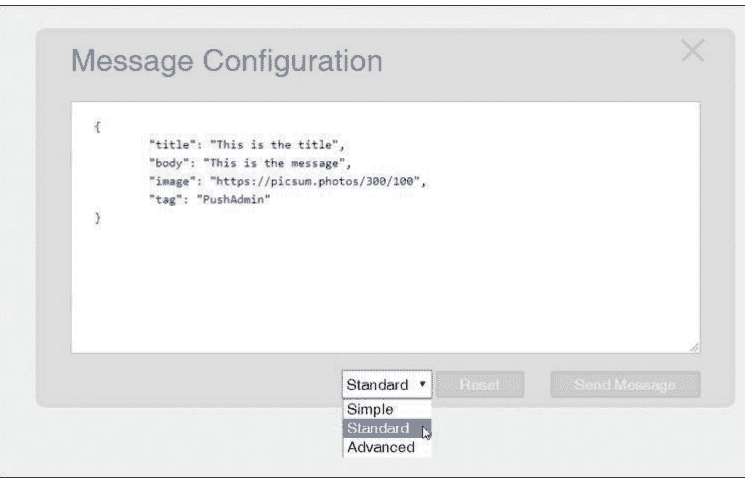 Message Configuration
{
"title": "This is the title",
"body": "This is the message",
"image": "https://picsum.photos/300/100",
"tag": "PushAdmin"
}
Standard Reset Send Message
Simple
Standard
Advanced